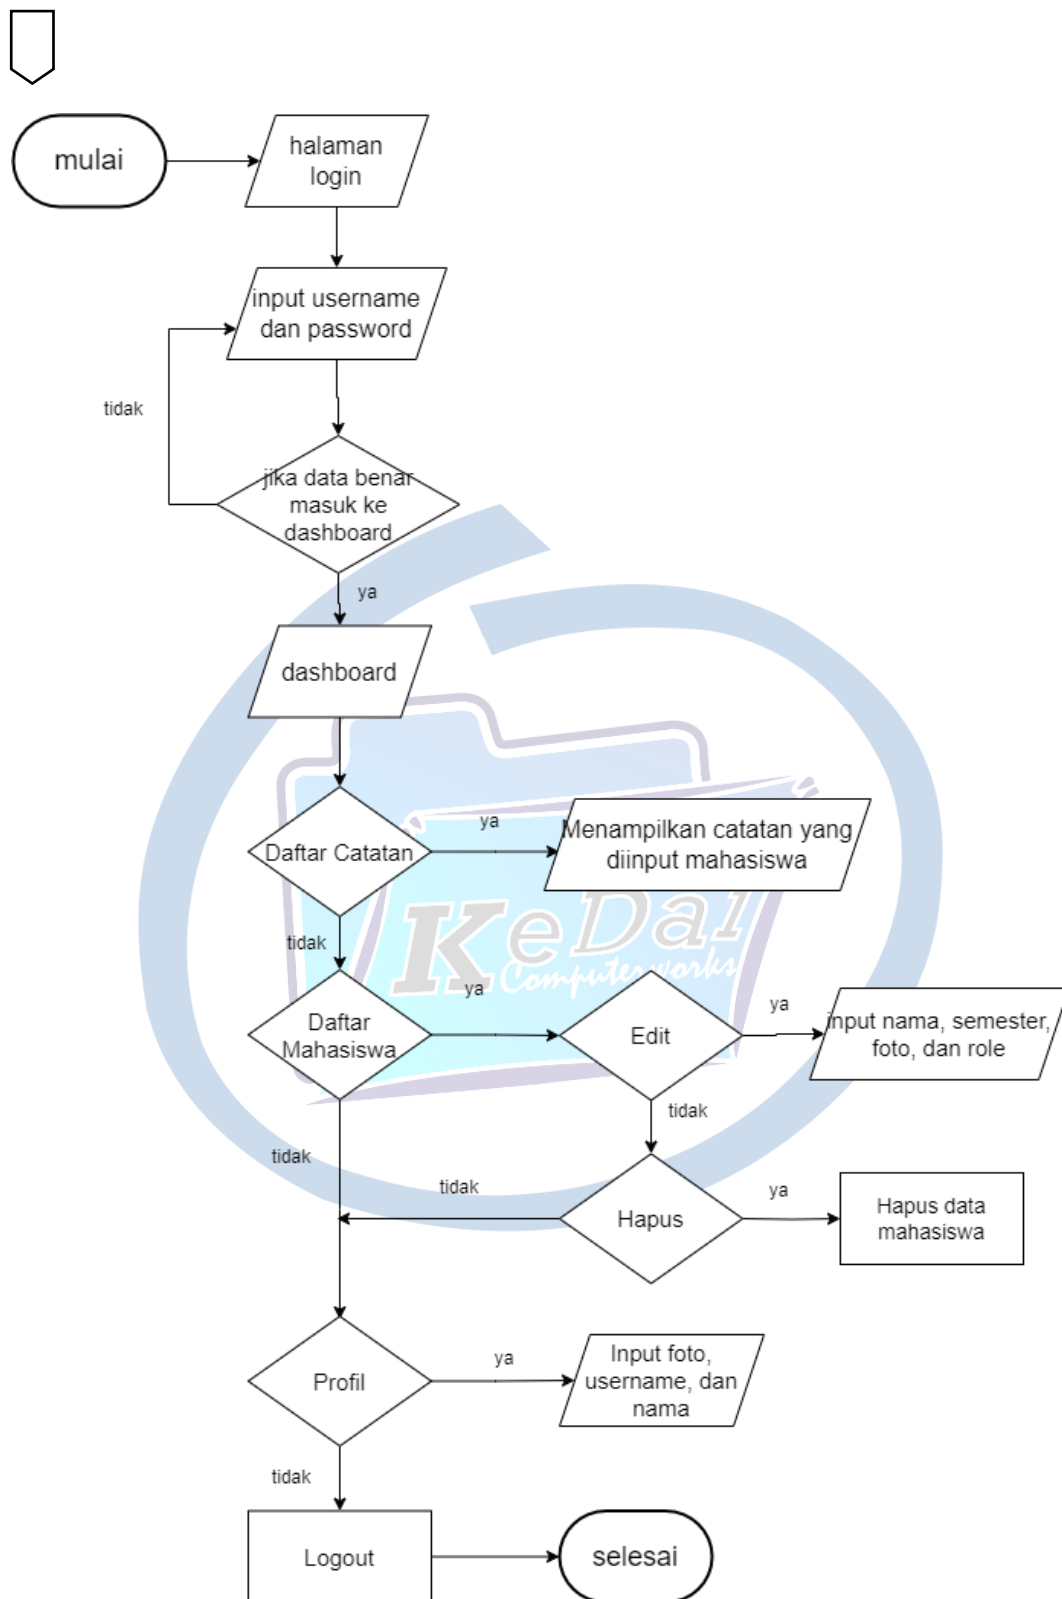 mulai
halaman
login
input username
dan password
tidak
jika data benar
masuk ke
dashboard
ya
dashboard
Daftar Catatan
ya
Menampilkan catatan yang
diinput mahasiswa
tidak
KeDai
Computerworks
Daftar
Mahasiswa
ya
Edit
ya
input nama, semester,
foto, dan role
tidak
tidak
tidak
Hapus
ya
Hapus data
mahasiswa
Profil
ya
Input foto,
username, dan
nama
tidak
Logout
selesai